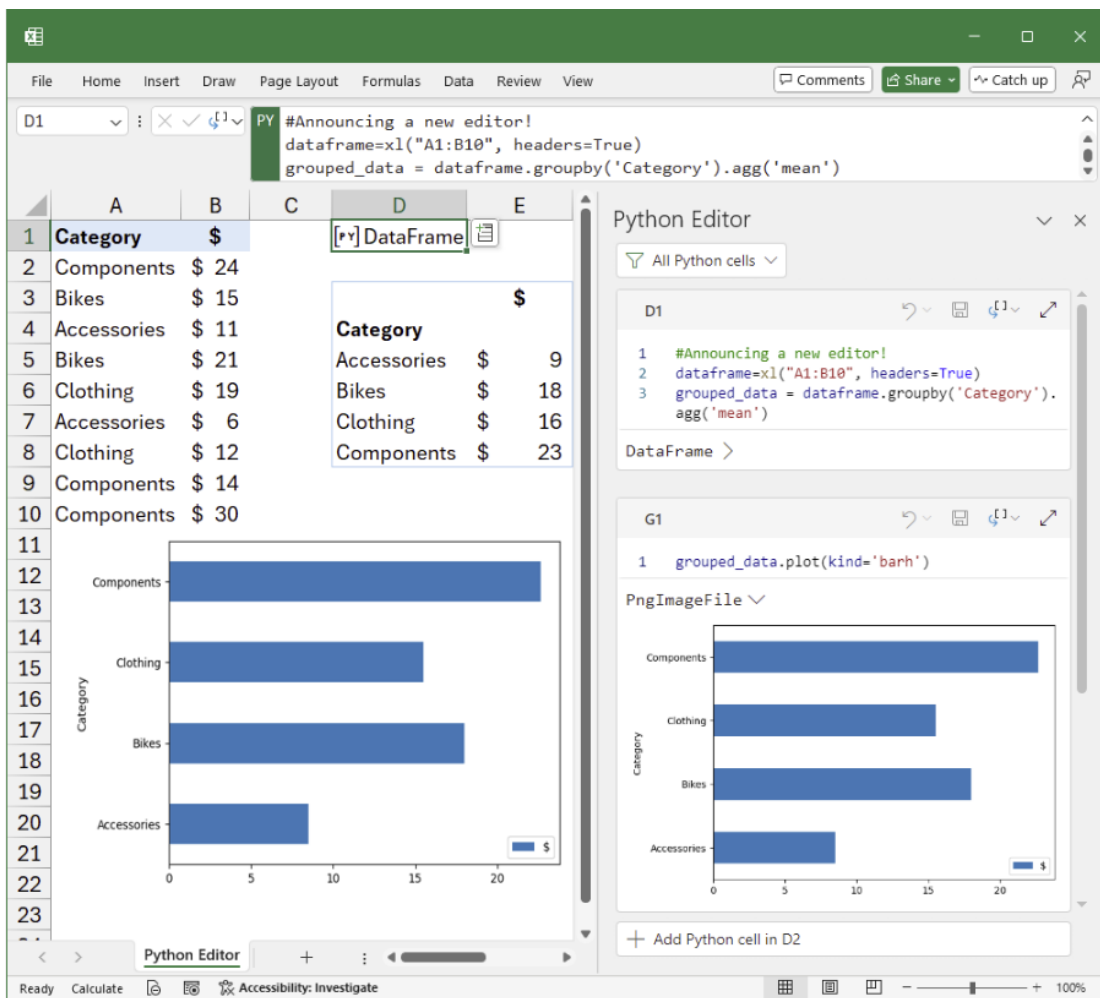 File Home Insert Draw Page Layout Formulas Data Review View Comments Share Catch up
D1 PY #Announcing a new editor!
dataframe=xl("A1:B10", headers=True)
grouped_data = dataframe.groupby('Category').agg('mean')
A B C D E
1 Category $ [PY] DataFrame
2 Components $ 24
3 Bikes $ 15 $
4 Accessories $ 11 Category
5 Bikes $ 21 Accessories $ 9
6 Clothing $ 19 Bikes $ 18
7 Accessories $ 6 Clothing $ 16
8 Clothing $ 12 Components $ 23
9 Components $ 14
10 Components $ 30
11
12
13
14
15
16
17
18
19
20
21
22
23
Components
Clothing
Bikes
Accessories
Category
0 5 10 15 20
$
Python Editor
All Python cells
D1
1 #Announcing a new editor!
2 dataframe=xl("A1:B10", headers=True)
3 grouped_data = dataframe.groupby('Category').
agg('mean')
DataFrame
G1
1 grouped_data.plot(kind='barh')
PngImageFile
Components
Clothing
Bikes
Accessories
Category
0 5 10 15 20
$
+ Add Python cell in D2
Python Editor +
Ready Calculate Accessibility: Investigate - + 100%